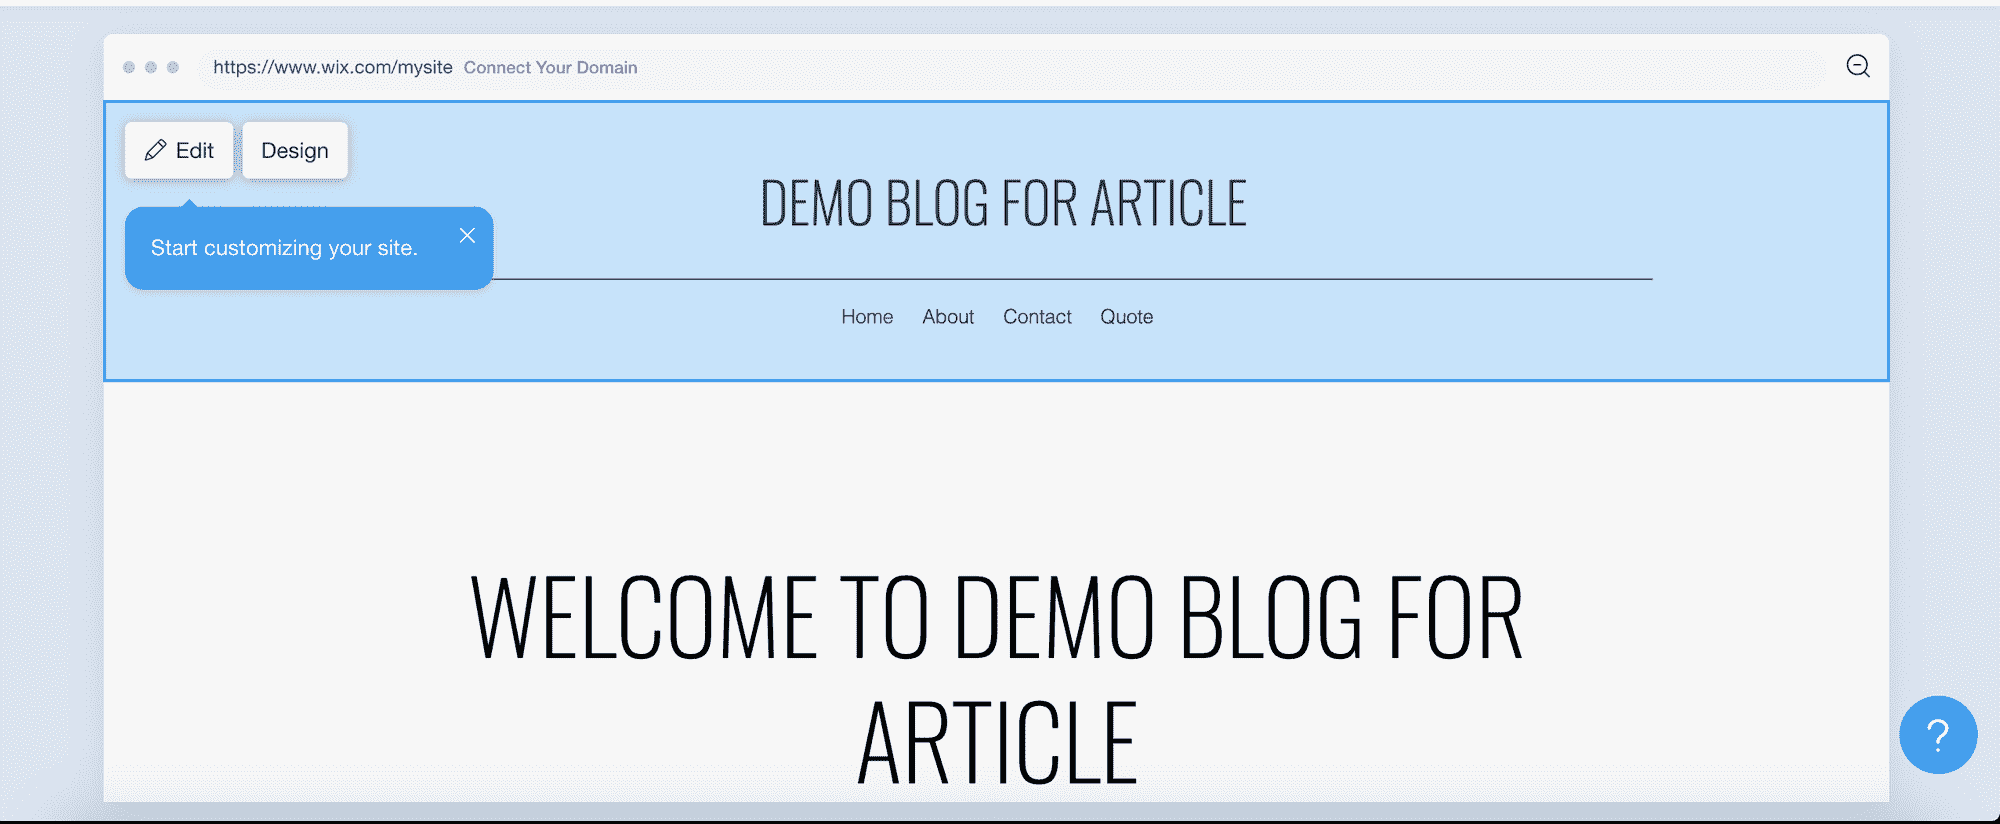 https://www.wix.com/mysite Connect Your Domain
Edit Design
DEMO BLOG FOR ARTICLE
Start customizing your site.
Home About Contact Quote
WELCOME TO DEMO BLOG FOR
ARTICLE
?